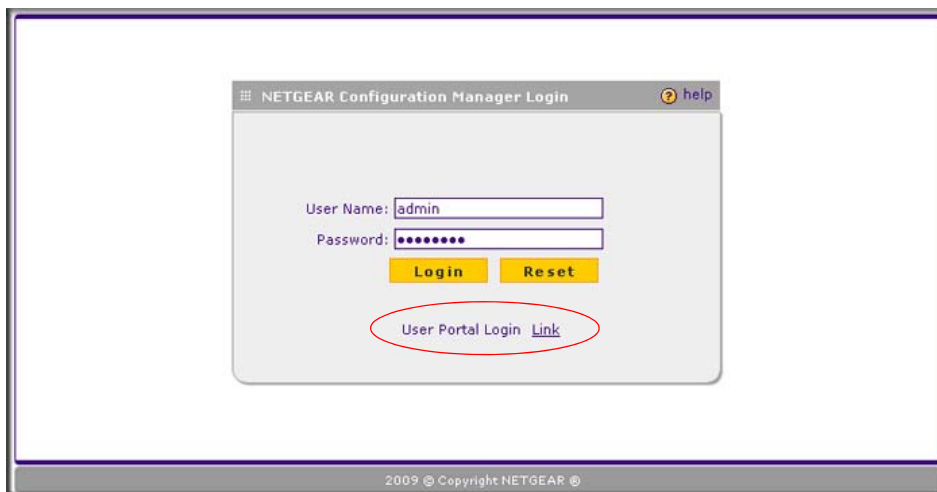 NETGEAR Configuration Manager Login
? help
User Name: admin
Password: ●●●●●●●●
Login Reset
User Portal Login Link
2009 © Copyright NETGEAR ®